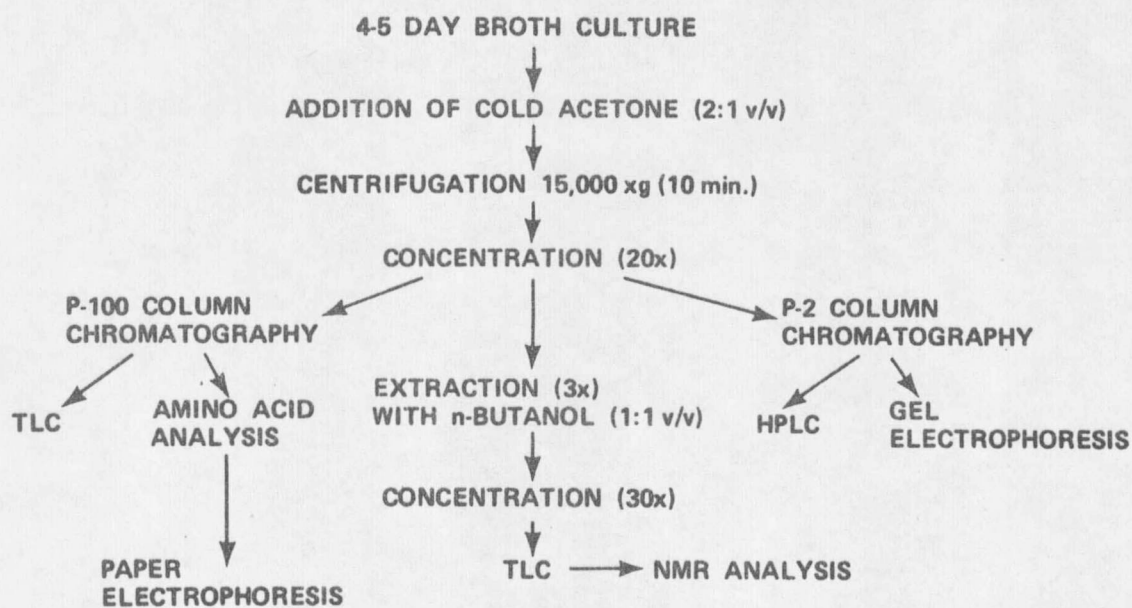 4-5 DAY BROTH CULTURE
ADDITION OF COLD ACETONE (2:1 v/v)
CENTRIFUGATION 15,000 xg (10 min.)
CONCENTRATION (20x)
P-100 COLUMN
CHROMATOGRAPHY
P-2 COLUMN
CHROMATOGRAPHY
TLC
AMINO ACID
ANALYSIS
EXTRACTION (3x)
WITH n-BUTANOL (1:1 v/v)
HPLC
GEL
ELECTROPHORESIS
CONCENTRATION (30x)
PAPER
ELECTROPHORESIS
TLC
NMR ANALYSIS